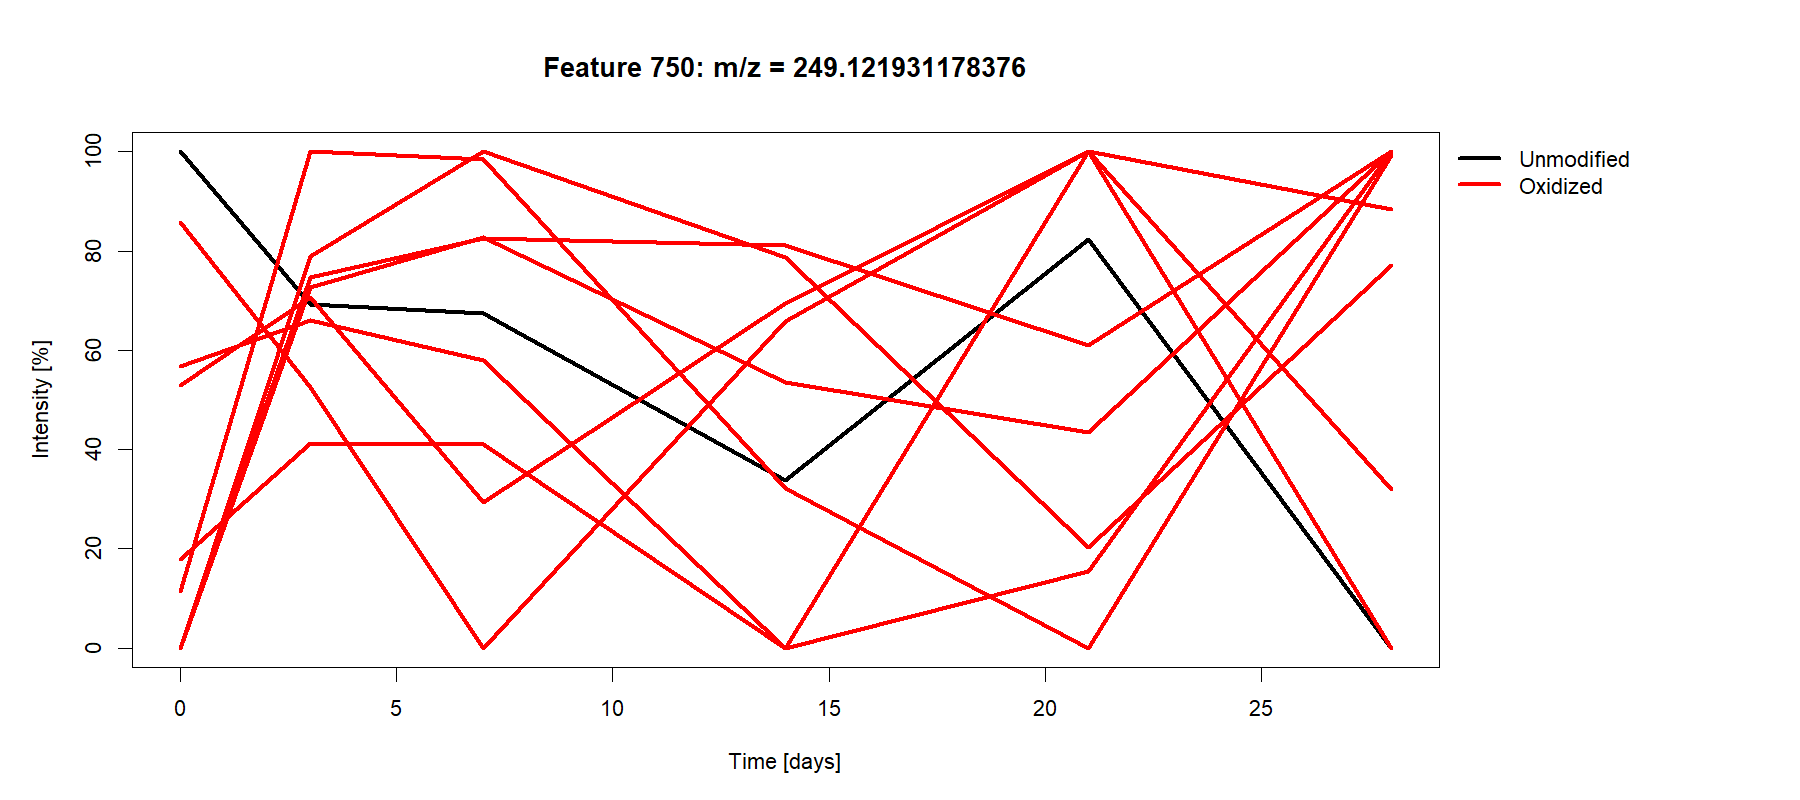 Feature 750: m/z = 249.121931178376
Unmodified
Oxidized
Intensity [%]
100
80
60
40
20
0
0 5 10 15 20 25
Time [days]